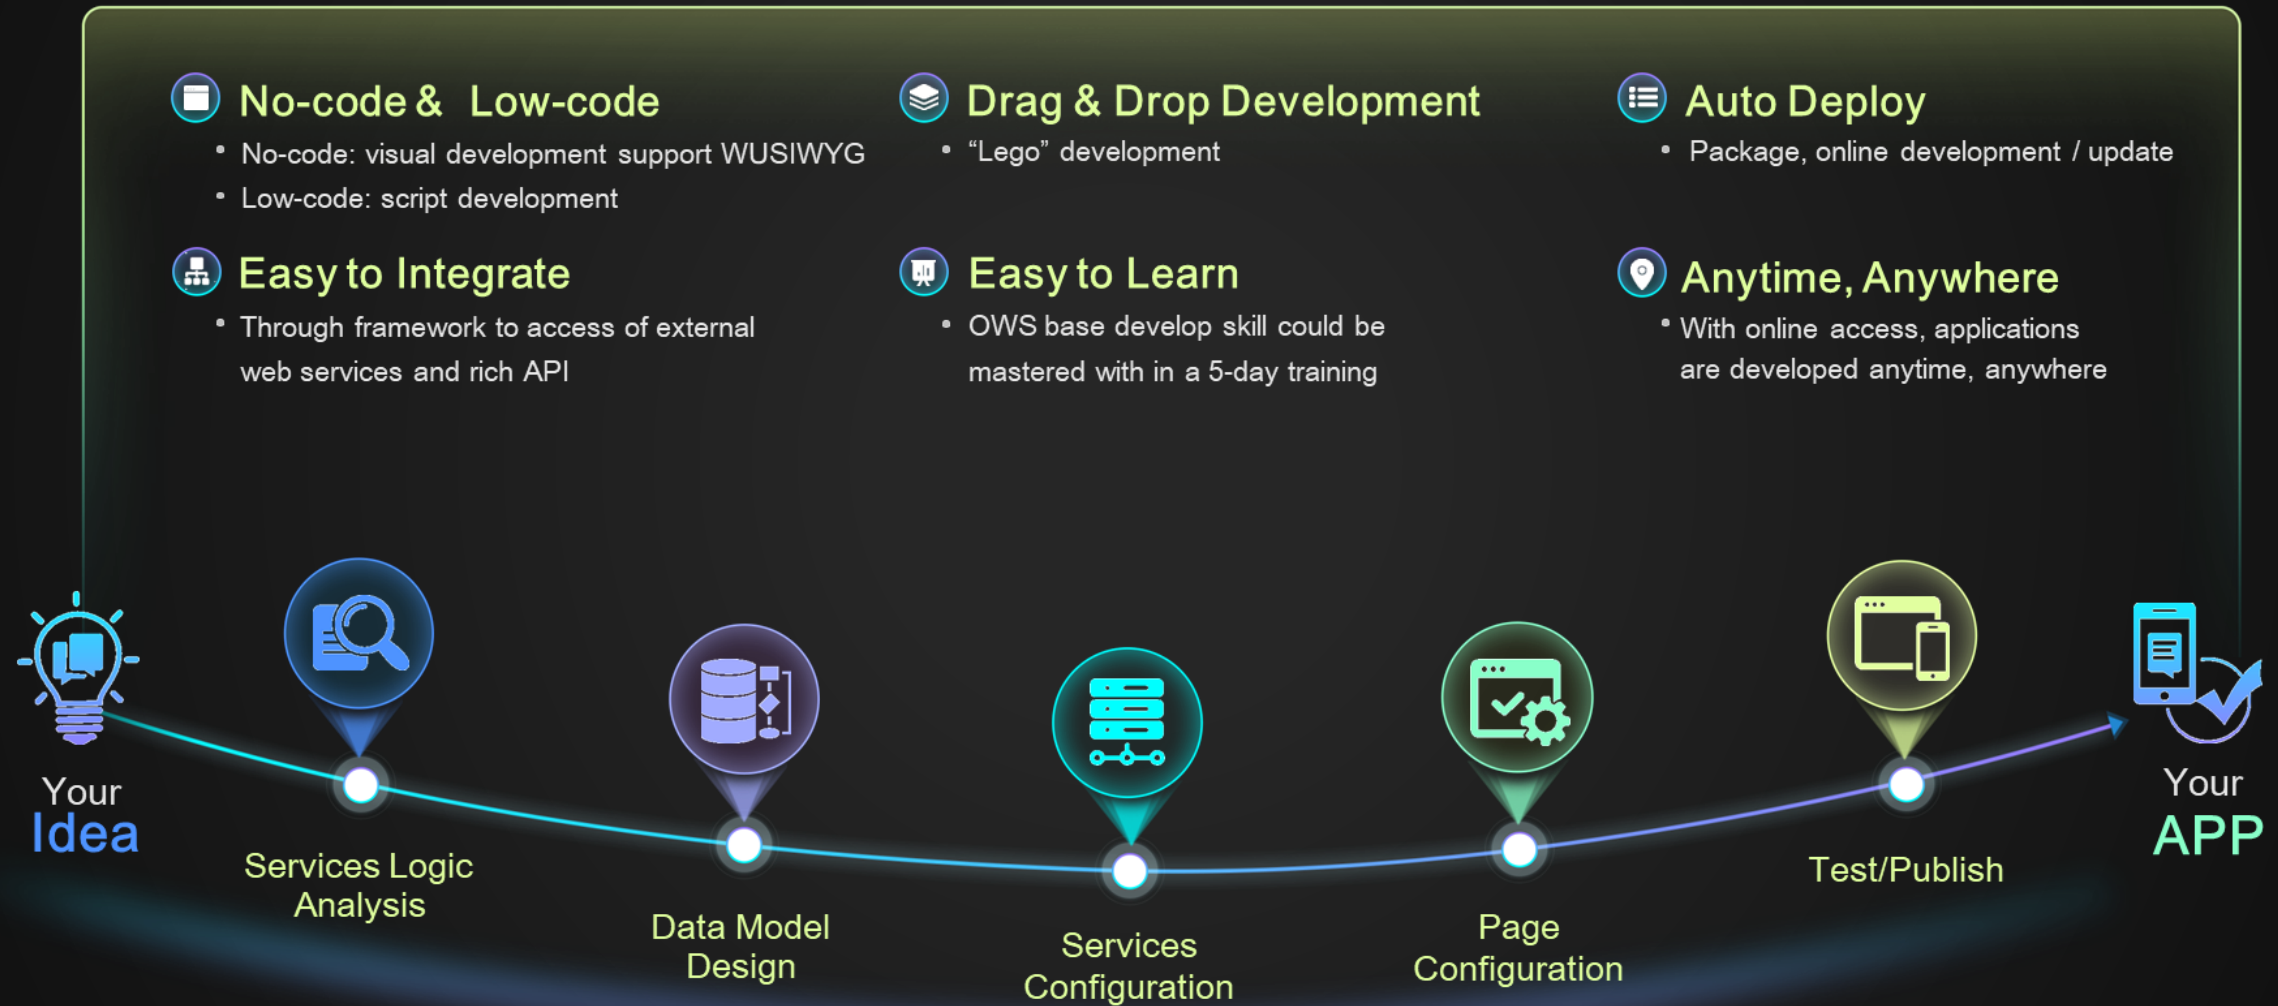 No-code & Low-code
No-code: visual development support WUSIWYG
Low-code: script development
Drag & Drop Development
“Lego” development
Auto Deploy
Package, online development / update
Easy to Integrate
Through framework to access of external
web services and rich API
Easy to Learn
OWS base develop skill could be
mastered with in a 5-day training
Anytime, Anywhere
With online access, applications
are developed anytime, anywhere
Your
Idea
Services Logic
Analysis
Data Model
Design
Services
Configuration
Page
Configuration
Test/Publish
Your
APP